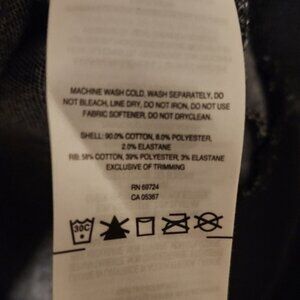 MACHINE WASH COLD, WASH SEPARATELY, DO
NOT BLEACH, LINE DRY, DO NOT IRON, DO NOT USE
FABRIC SOFTENER, DO NOT DRYCLEAN.
SHELL: 90.0% COTTON, 8.0% POLYESTER,
2.0% ELASTANE
RIB: 58% COTTON, 39% POLYESTER, 3% ELASTANE
EXCLUSIVE OF TRIMMING
RN 69724
CA 05367
30C